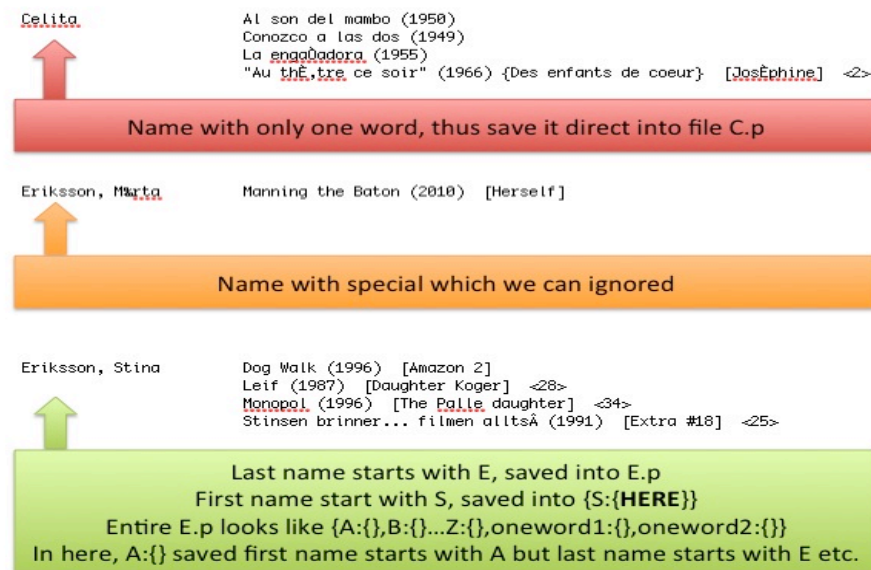 Celita Al son del mambo (1950)
Conozco a las dos (1949)
La engaÒadora (1955)
"Au thÈ‚tre ce soir" (1966) {Des enfants de coeur} [JosÈphine] <2>
Name with only one word, thus save it direct into file C.p
Eriksson, M‰rta Manning the Baton (2010) [Herself]
Name with special which we can ignored
Eriksson, Stina Dog Walk (1996) [Amazon 2]
Leif (1987) [Daughter Koger] <28>
Monopol (1996) [The Palle daughter] <34>
Stinsen brinner... filmen alltsÂ (1991) [Extra #18] <25>
Last name starts with E, saved into E.p
First name start with S, saved into {S:{HERE}}
Entire E.p looks like {A:{},B:{}...Z:{},oneword1:{},oneword2:{}}
In here, A:{} saved first name starts with A but last name starts with E etc.